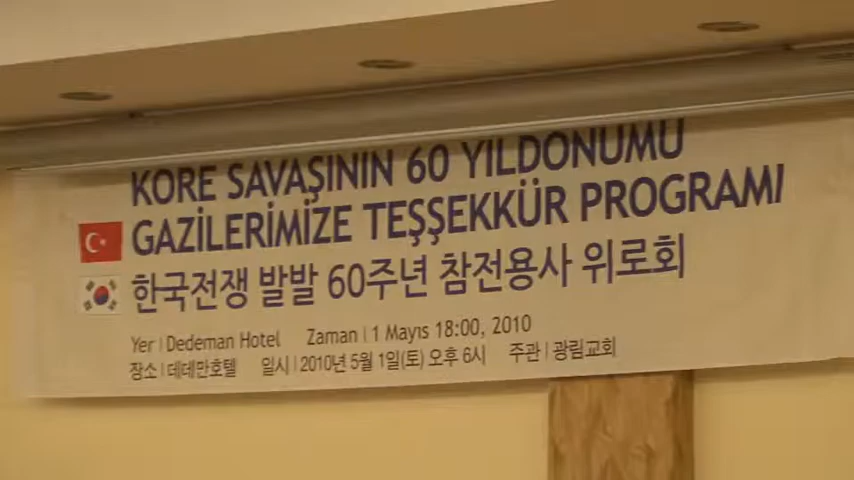 KORE SAVAŞININ 60 YILDONUMU
GAZİLERİMİZE TEŞŞEKKÜR PROGRAMI
한국전쟁 발발 60주년 참전용사 위로회
Yer | Dedeman Hotel Zaman | 1 Mayıs 18:00, 2010
장소 | 데데만호텔 일시 | 2010년 5월 1일(토) 오후 6시 주관 | 광림교회